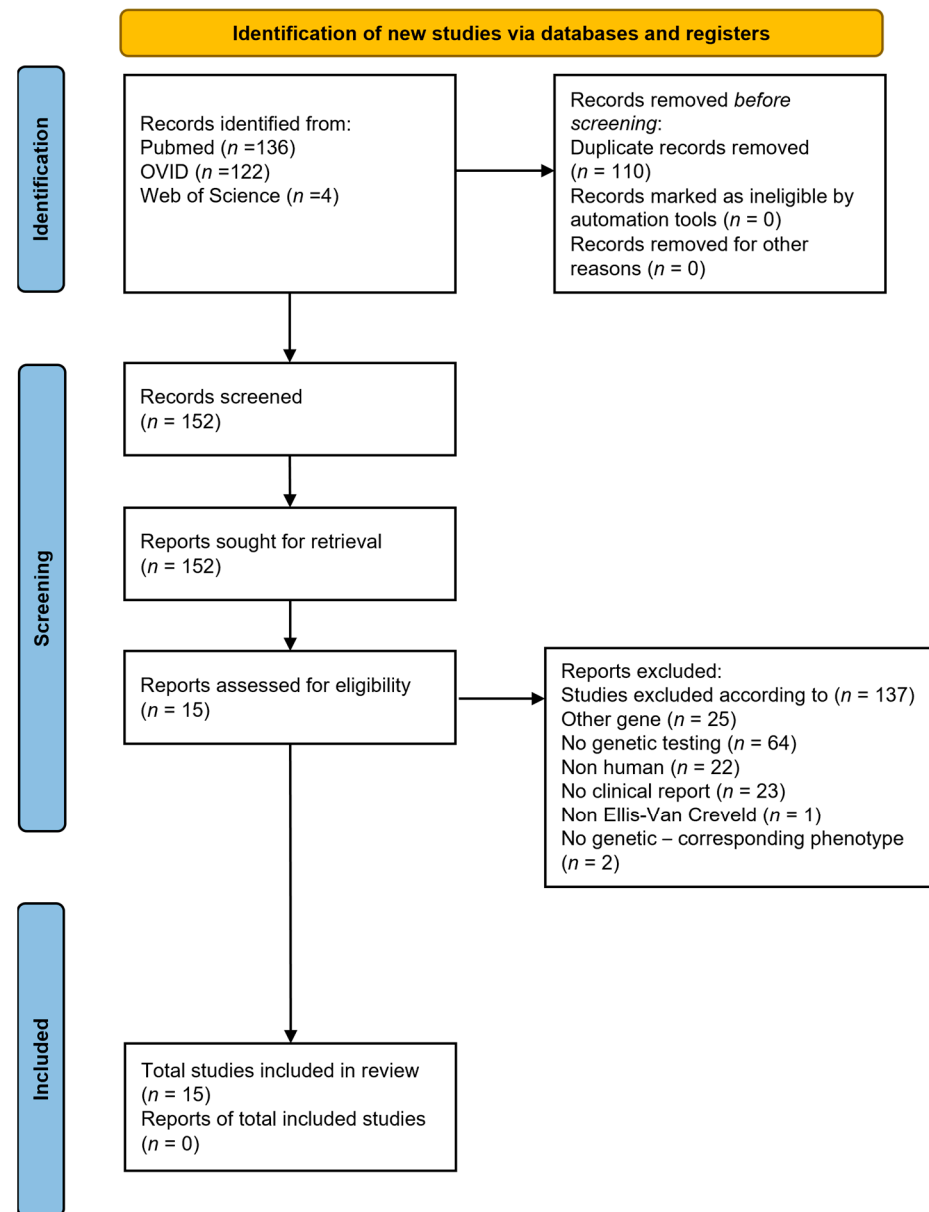 Identification of new studies via databases and registers
Identification
Records identified from:
Pubmed (n =136)
OVID (n =122)
Web of Science (n =4)
Records removed before
screening:
Duplicate records removed
(n = 110)
Records marked as ineligible by
automation tools (n = 0)
Records removed for other
reasons (n = 0)
Screening
Records screened
(n = 152)
Reports sought for retrieval
(n = 152)
Reports assessed for eligibility
(n = 15)
Reports excluded:
Studies excluded according to (n = 137)
Other gene (n = 25)
No genetic testing (n = 64)
Non human (n = 22)
No clinical report (n = 23)
Non Ellis-Van Creveld (n = 1)
No genetic – corresponding phenotype
(n = 2)
Included
Total studies included in review
(n = 15)
Reports of total included studies
(n = 0)